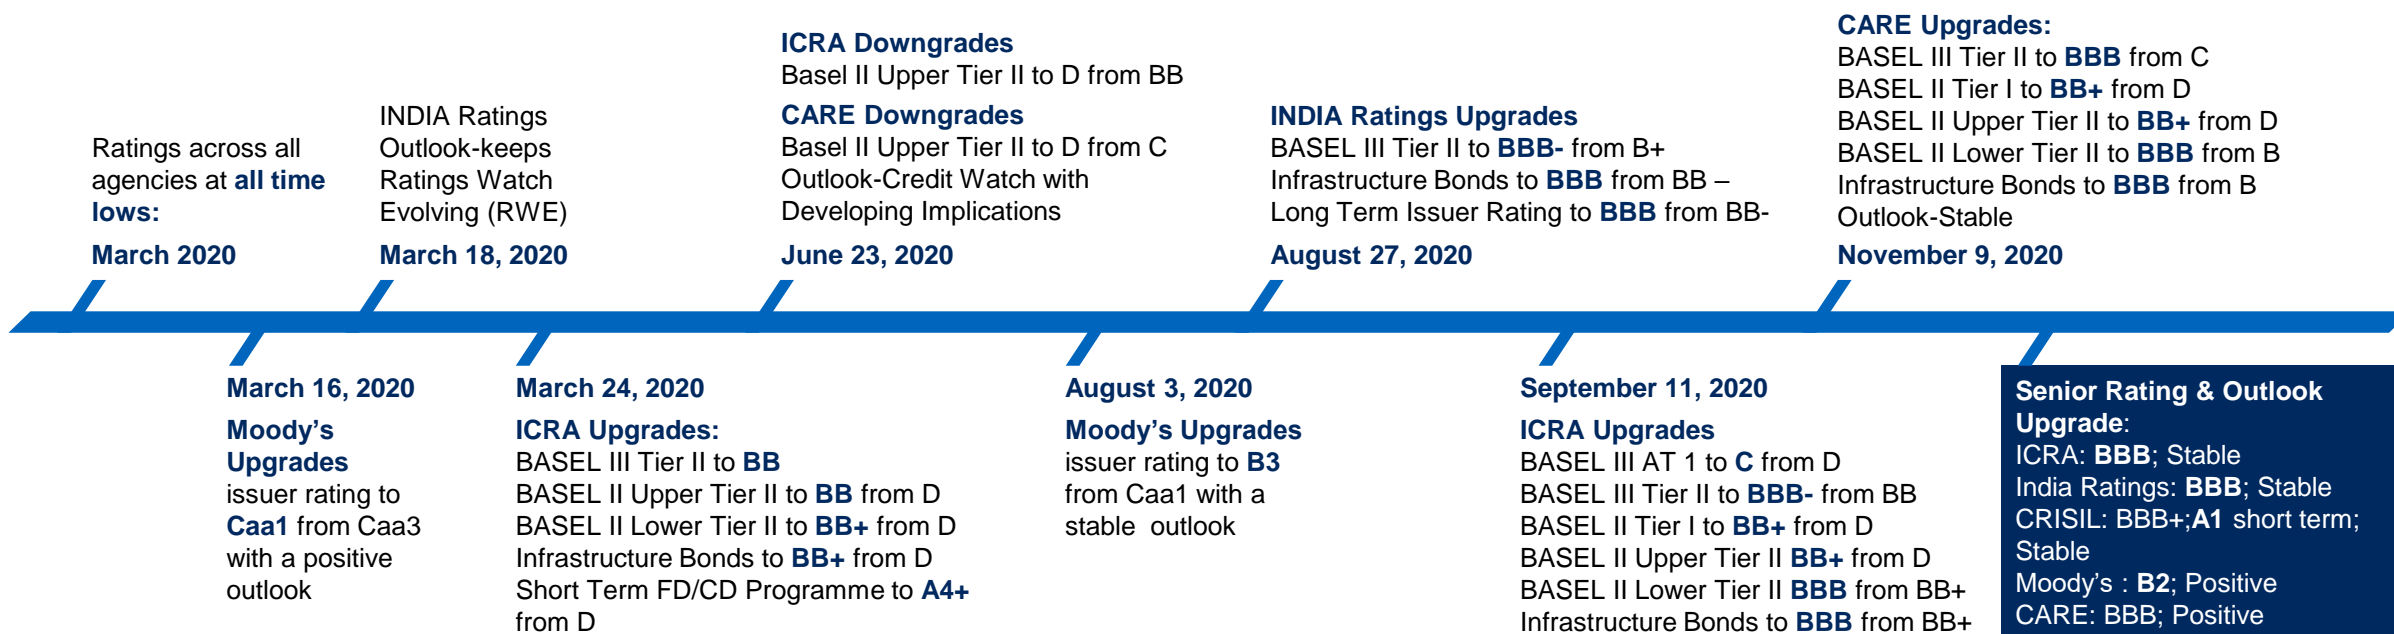 Ratings across all
agencies at all time
lows:
March 2020
March 16, 2020
Moody’s
Upgrades
issuer rating to
Caa1 from Caa3
with a positive
outlook
INDIA Ratings
Outlook-keeps
Ratings Watch
Evolving (RWE)
March 18, 2020
March 24, 2020
ICRA Upgrades:
BASEL III Tier II to BB
BASEL II Upper Tier II to BB from D
BASEL II Lower Tier II to BB+ from D
Infrastructure Bonds to BB+ from D
Short Term FD/CD Programme to A4+
from D
ICRA Downgrades
Basel II Upper Tier II to D from BB
CARE Downgrades
Basel II Upper Tier II to D from C
Outlook-Credit Watch with
Developing Implications
June 23, 2020
August 3, 2020
Moody’s Upgrades
issuer rating to B3
from Caa1 with a
stable outlook
INDIA Ratings Upgrades
BASEL III Tier II to BBB- from B+
Infrastructure Bonds to BBB from BB –
Long Term Issuer Rating to BBB from BB-
August 27, 2020
September 11, 2020
ICRA Upgrades
BASEL III AT 1 to C from D
BASEL III Tier II to BBB- from BB
BASEL II Tier I to BB+ from D
BASEL II Upper Tier II BB+ from D
BASEL II Lower Tier II BBB from BB+
Infrastructure Bonds to BBB from BB+
CARE Upgrades:
BASEL III Tier II to BBB from C
BASEL II Tier I to BB+ from D
BASEL II Upper Tier II to BB+ from D
BASEL II Lower Tier II to BBB from B
Infrastructure Bonds to BBB from B
Outlook-Stable
November 9, 2020
Senior Rating & Outlook
Upgrade:
ICRA: BBB; Stable
India Ratings: BBB; Stable
CRISIL: BBB+;A1 short term;
Stable
Moody’s : B2; Positive
CARE: BBB; Positive